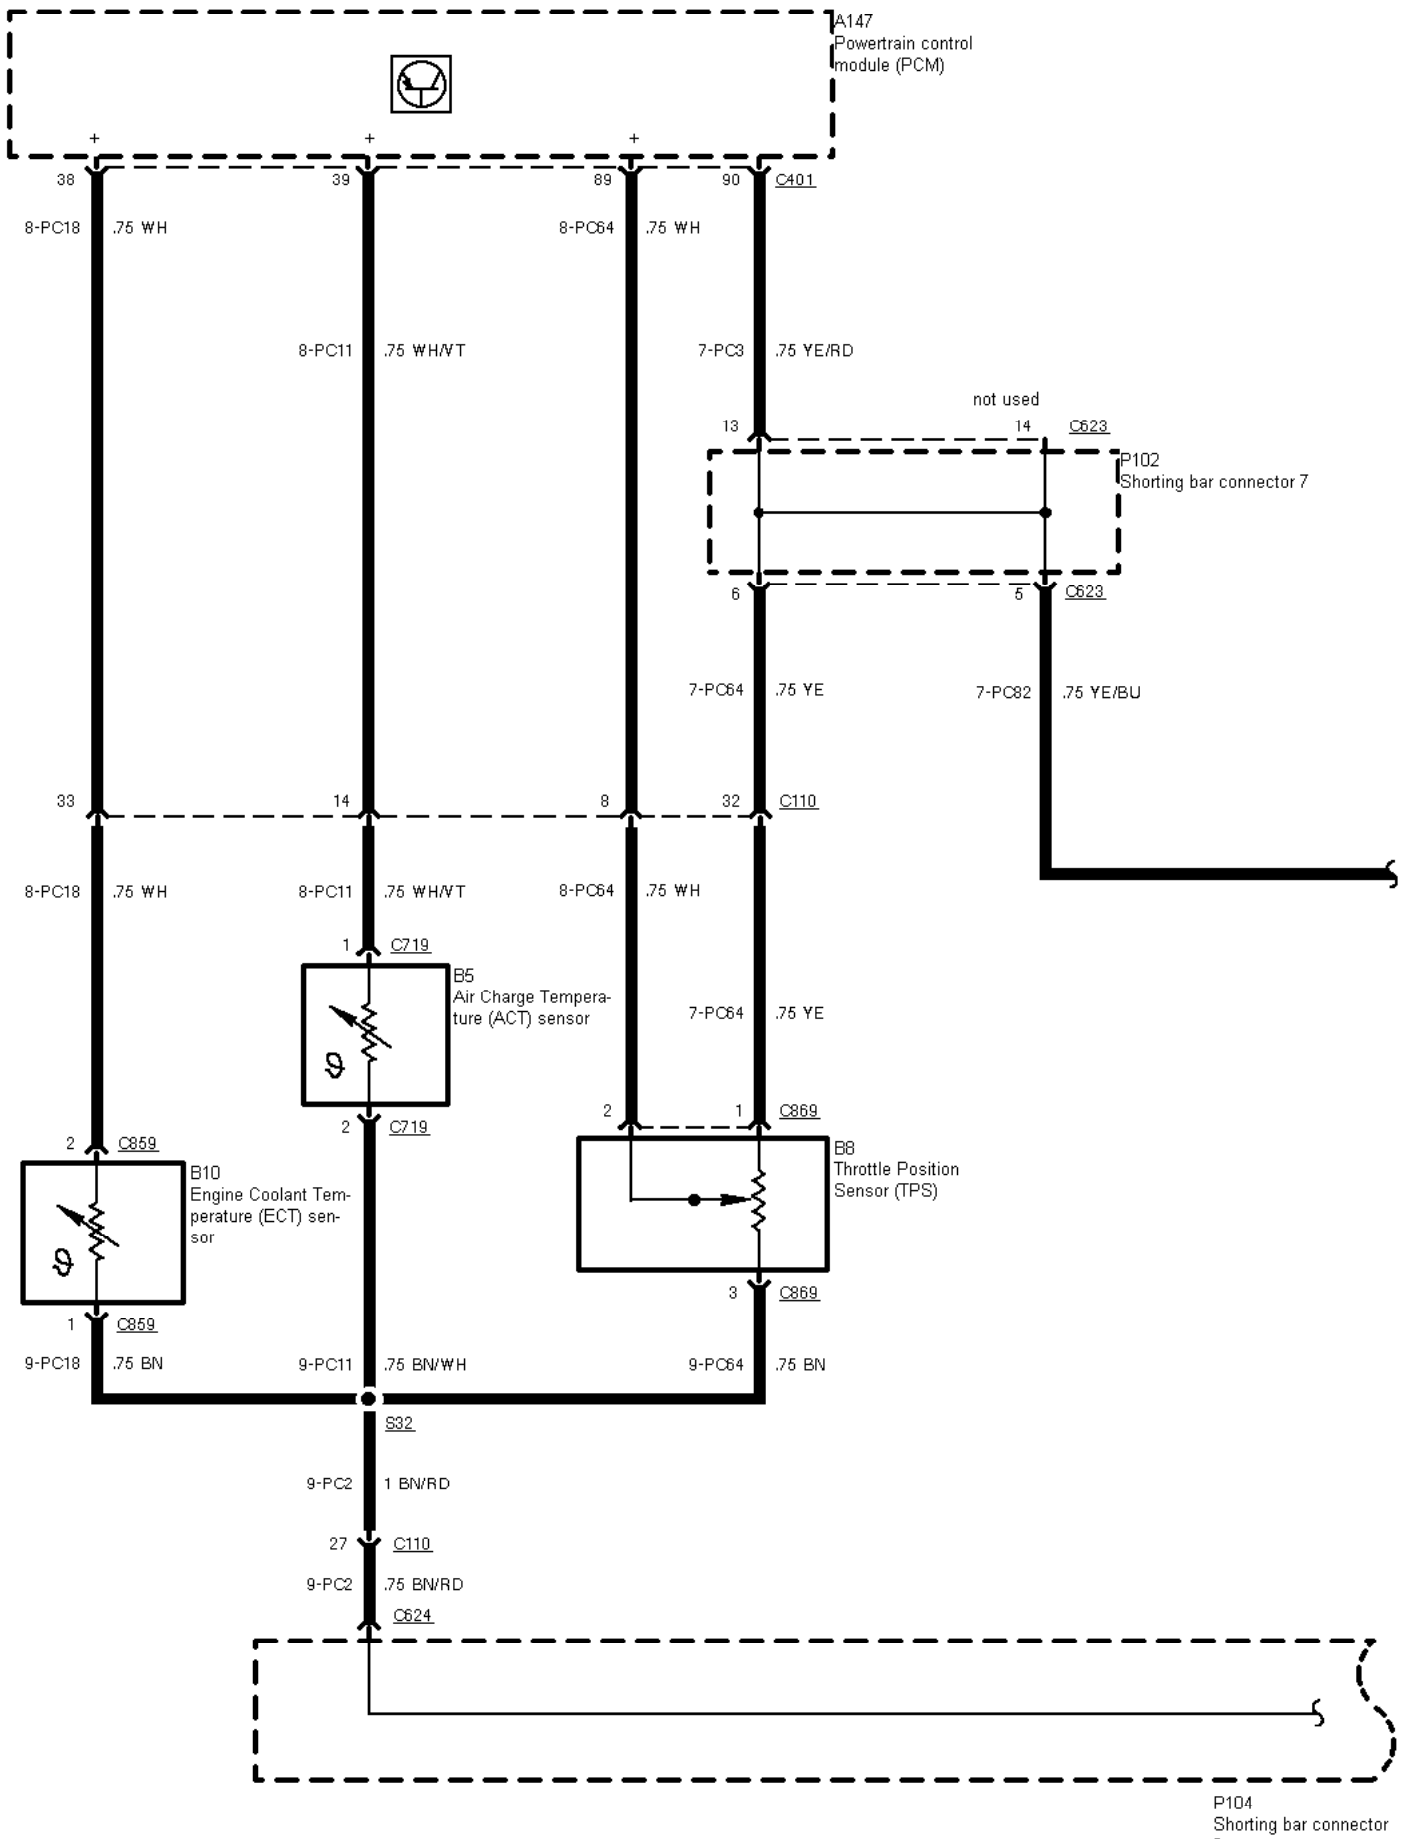 A147
Powertrain control
module (PCM)
+ + +
38 39 89 90 C401
8-PC18 .75 WH 8-PC64 .75 WH
8-PC11 .75 WH/VT 7-PC3 .75 YE/RD
not used
13 14 C623
P102
Shorting bar connector 7
6 5 C623
7-PC64 .75 YE 7-PC82 .75 YE/BU
33 14 8 32 C110
8-PC18 .75 WH 8-PC11 .75 WH/VT 8-PC64 .75 WH
1 C719
B5
Air Charge Tempera-
ture (ACT) sensor
7-PC64 .75 YE
ϑ
2 1 C869
2 C719
2 C859
B8
Throttle Position
Sensor (TPS)
B10
Engine Coolant Tem-
perature (ECT) sen-
sor
ϑ
3 C869
1 C859
9-PC18 .75 BN 9-PC11 .75 BN/WH 9-PC64 .75 BN
S32
9-PC2 1 BN/RD
27 C110
9-PC2 .75 BN/RD
C624
P104
Shorting bar connector